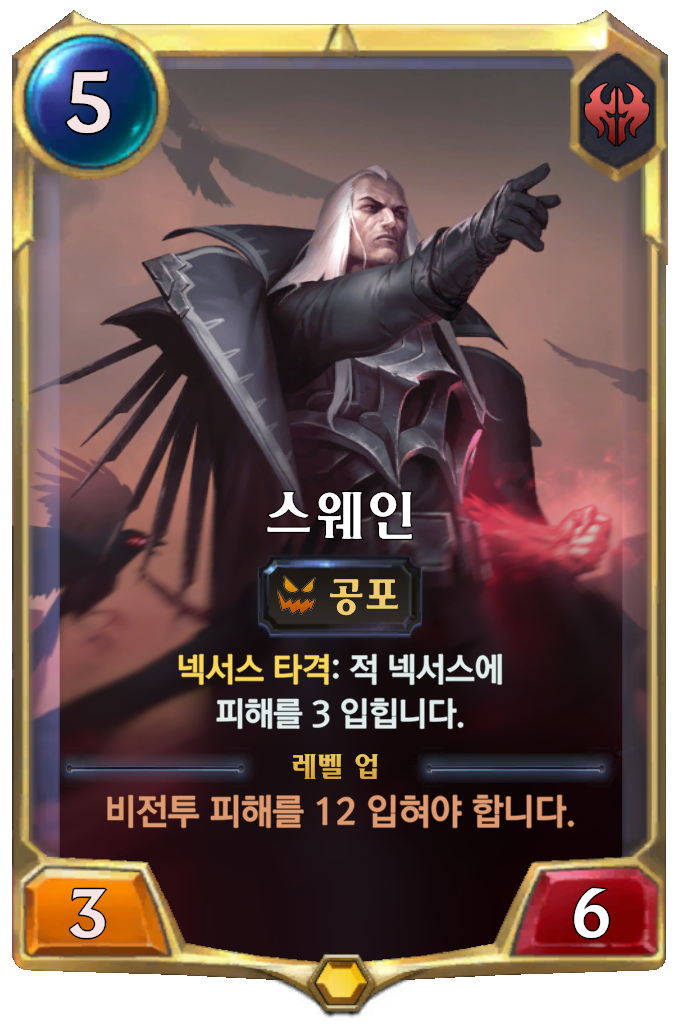 5
스웨인
공포
넥서스 타격: 적 넥서스에
피해를 3 입힙니다.
레벨 업
비전투 피해를 12 입혀야 합니다.
3
6